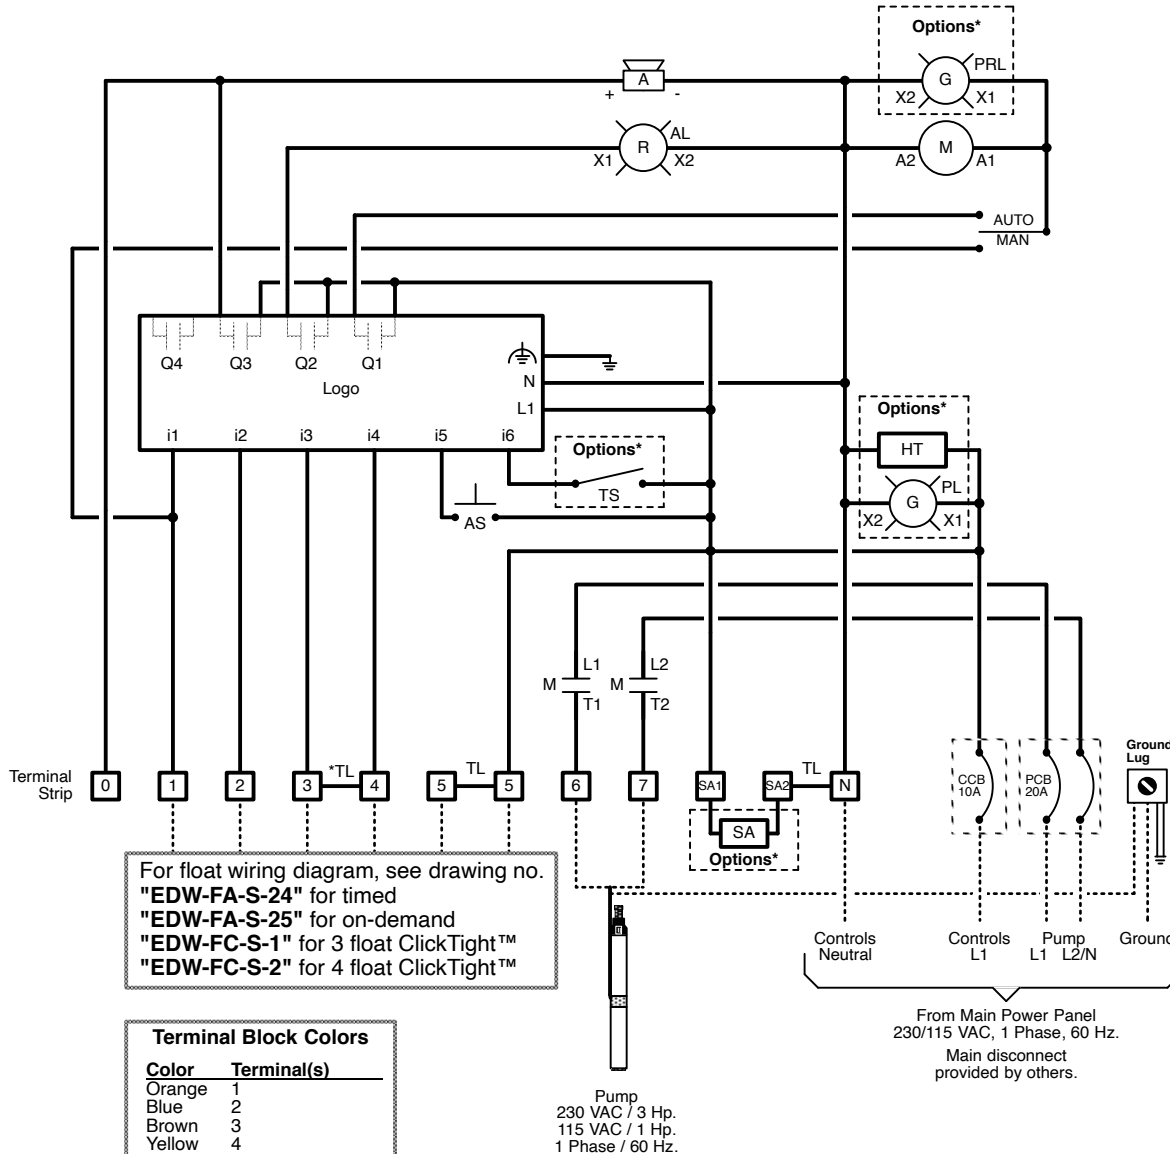 Options*
G
PRL
X2
X1
A
+
-
R
AL
X1
X2
M
A2
A1
AUTO
MAN
Q4
Q3
Q2
Q1
Logo
N
L1
i1
i2
i3
i4
i5
i6
Options*
TS
AS
Options*
HT
G
PL
X2
X1
M
L1
T1
M
L2
T2
Terminal
Strip
0
1
2
3
*TL
4
5
TL
5
6
7
SA1
SA2
TL
N
CCB
10A
PCB
20A
Ground
Lug
SA
Options*
For float wiring diagram, see drawing no.
"EDW-FA-S-24" for timed
"EDW-FA-S-25" for on-demand
"EDW-FC-S-1" for 3 float ClickTight™
"EDW-FC-S-2" for 4 float ClickTight™
Controls
Neutral
Controls
L1
Pump
L1 L2/N
Ground
From Main Power Panel
230/115 VAC, 1 Phase, 60 Hz.
Main disconnect
provided by others.
Terminal Block Colors
Color Terminal(s)
Orange 1
Blue 2
Brown 3
Yellow 4
Pump
230 VAC / 3 Hp.
115 VAC / 1 Hp.
1 Phase / 60 Hz.